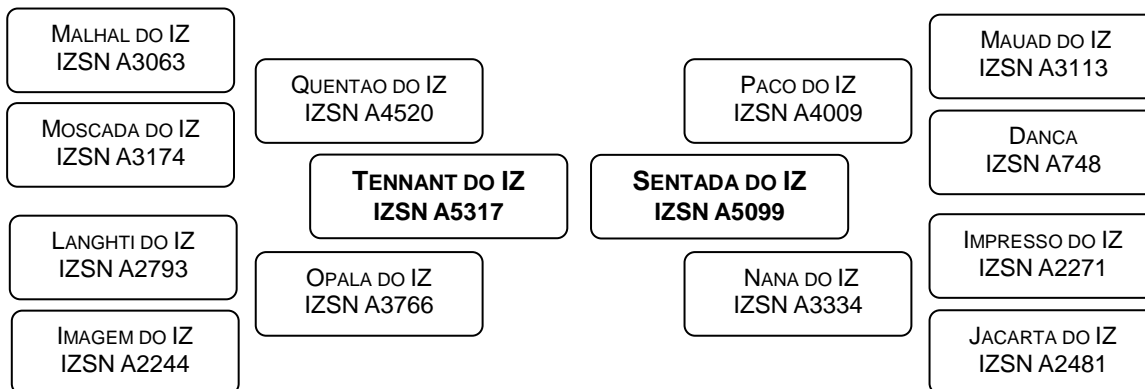 MALHAL DO IZ
IZSN A3063
MOSCADA DO IZ
IZSN A3174
LANGHTI DO IZ
IZSN A2793
IMAGEM DO IZ
IZSN A2244
QUENTAO DO IZ
IZSN A4520
OPALA DO IZ
IZSN A3766
TENNANT DO IZ
IZSN A5317
SENTADA DO IZ
IZSN A5099
PACO DO IZ
IZSN A4009
NANA DO IZ
IZSN A3334
MAUAD DO IZ
IZSN A3113
DANCA
IZSN A748
IMPRESSO DO IZ
IZSN A2271
JACARTA DO IZ
IZSN A2481